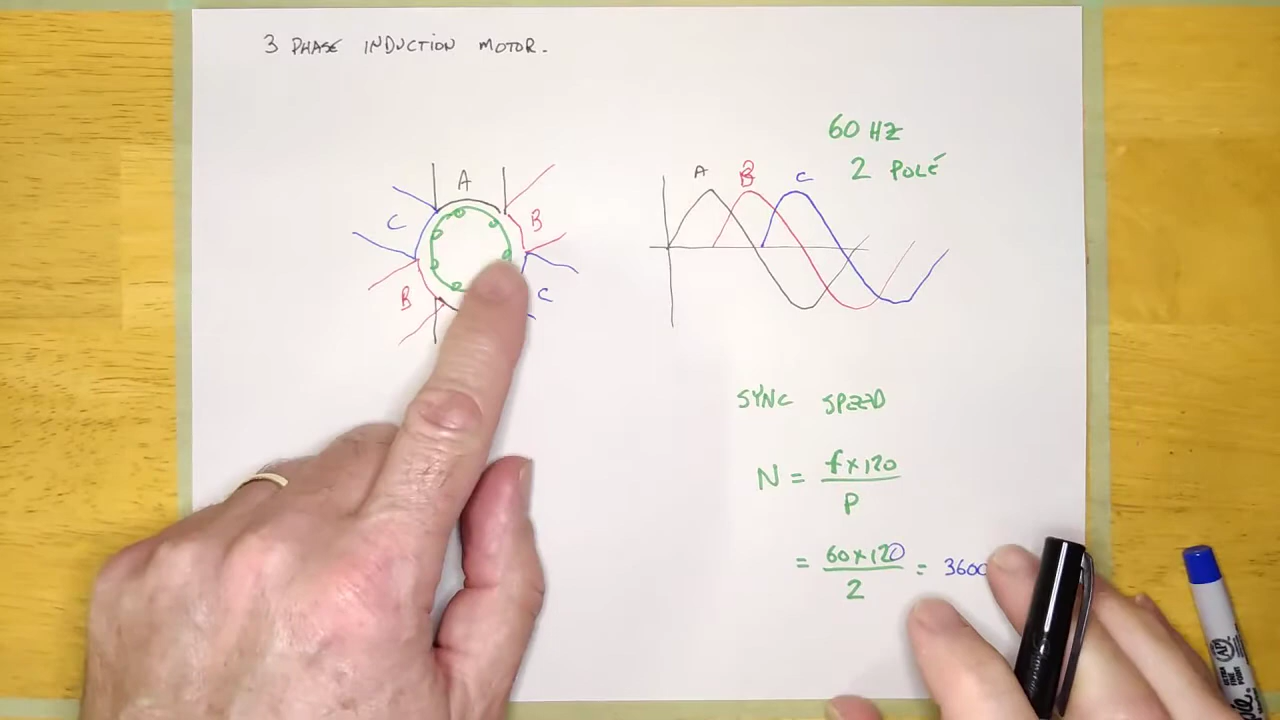 3 PHASE INDUCTION MOTOR.
60 HZ
2 POLE
A
B
C
A
B
C
B
C
SYNC SPEED
N = f×120
P
= 60×120 = 3600
2